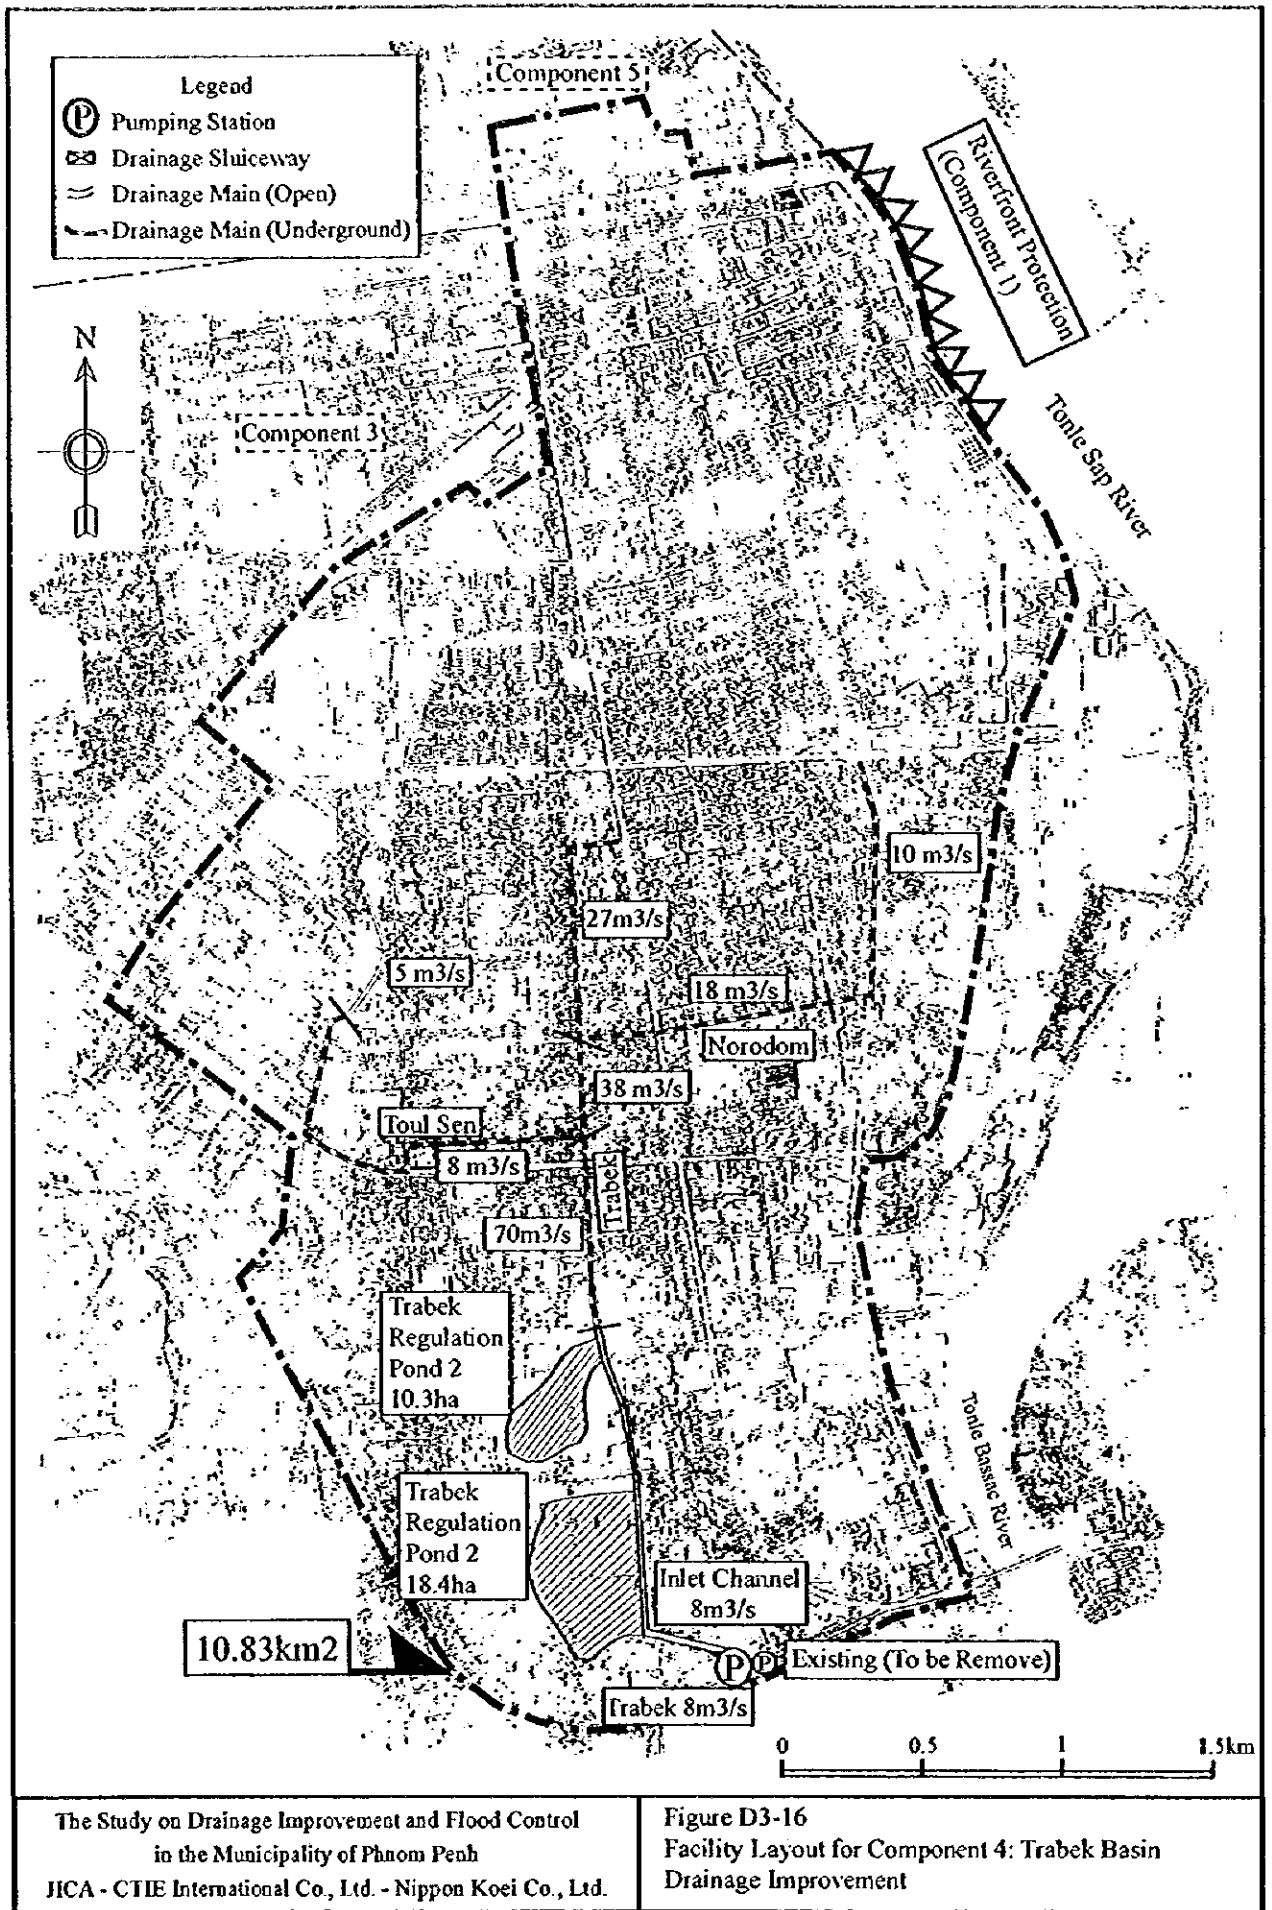 Legend
P Pumping Station
Drainage Sluiceway
Drainage Main (Open)
Drainage Main (Underground)
Component 5
Riverfront Protection
(Component 1)
N
Component 3
Tonle Sap River
10 m3/s
27m3/s
5 m3/s
18 m3/s
Norodom
38 m3/s
Toul Sen
8 m3/s
Trabek
70m3/s
Trabek
Regulation
Pond 2
10.3ha
Tonle Bassac River
Trabek
Regulation
Pond 2
18.4ha
Inlet Channel
8m3/s
10.83km2
P P Existing (To be Remove)
Trabek 8m3/s
0 0.5 1 1.5km
The Study on Drainage Improvement and Flood Control
in the Municipality of Phnom Penh
JICA - CTIE International Co., Ltd. - Nippon Koei Co., Ltd.
Figure D3-16
Facility Layout for Component 4: Trabek Basin
Drainage Improvement